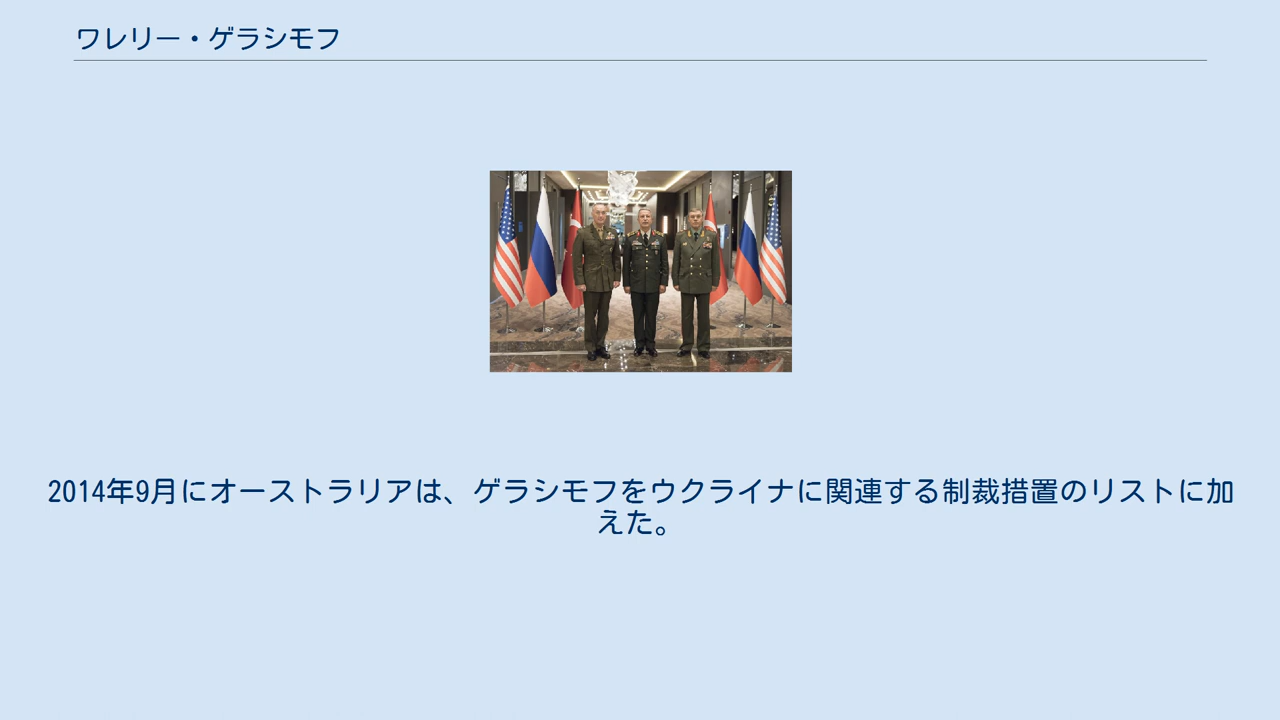 ワレリー・ゲラシモフ
2014年9月にオーストラリアは、ゲラシモフをウクライナに関連する制裁措置のリストに加
えた。